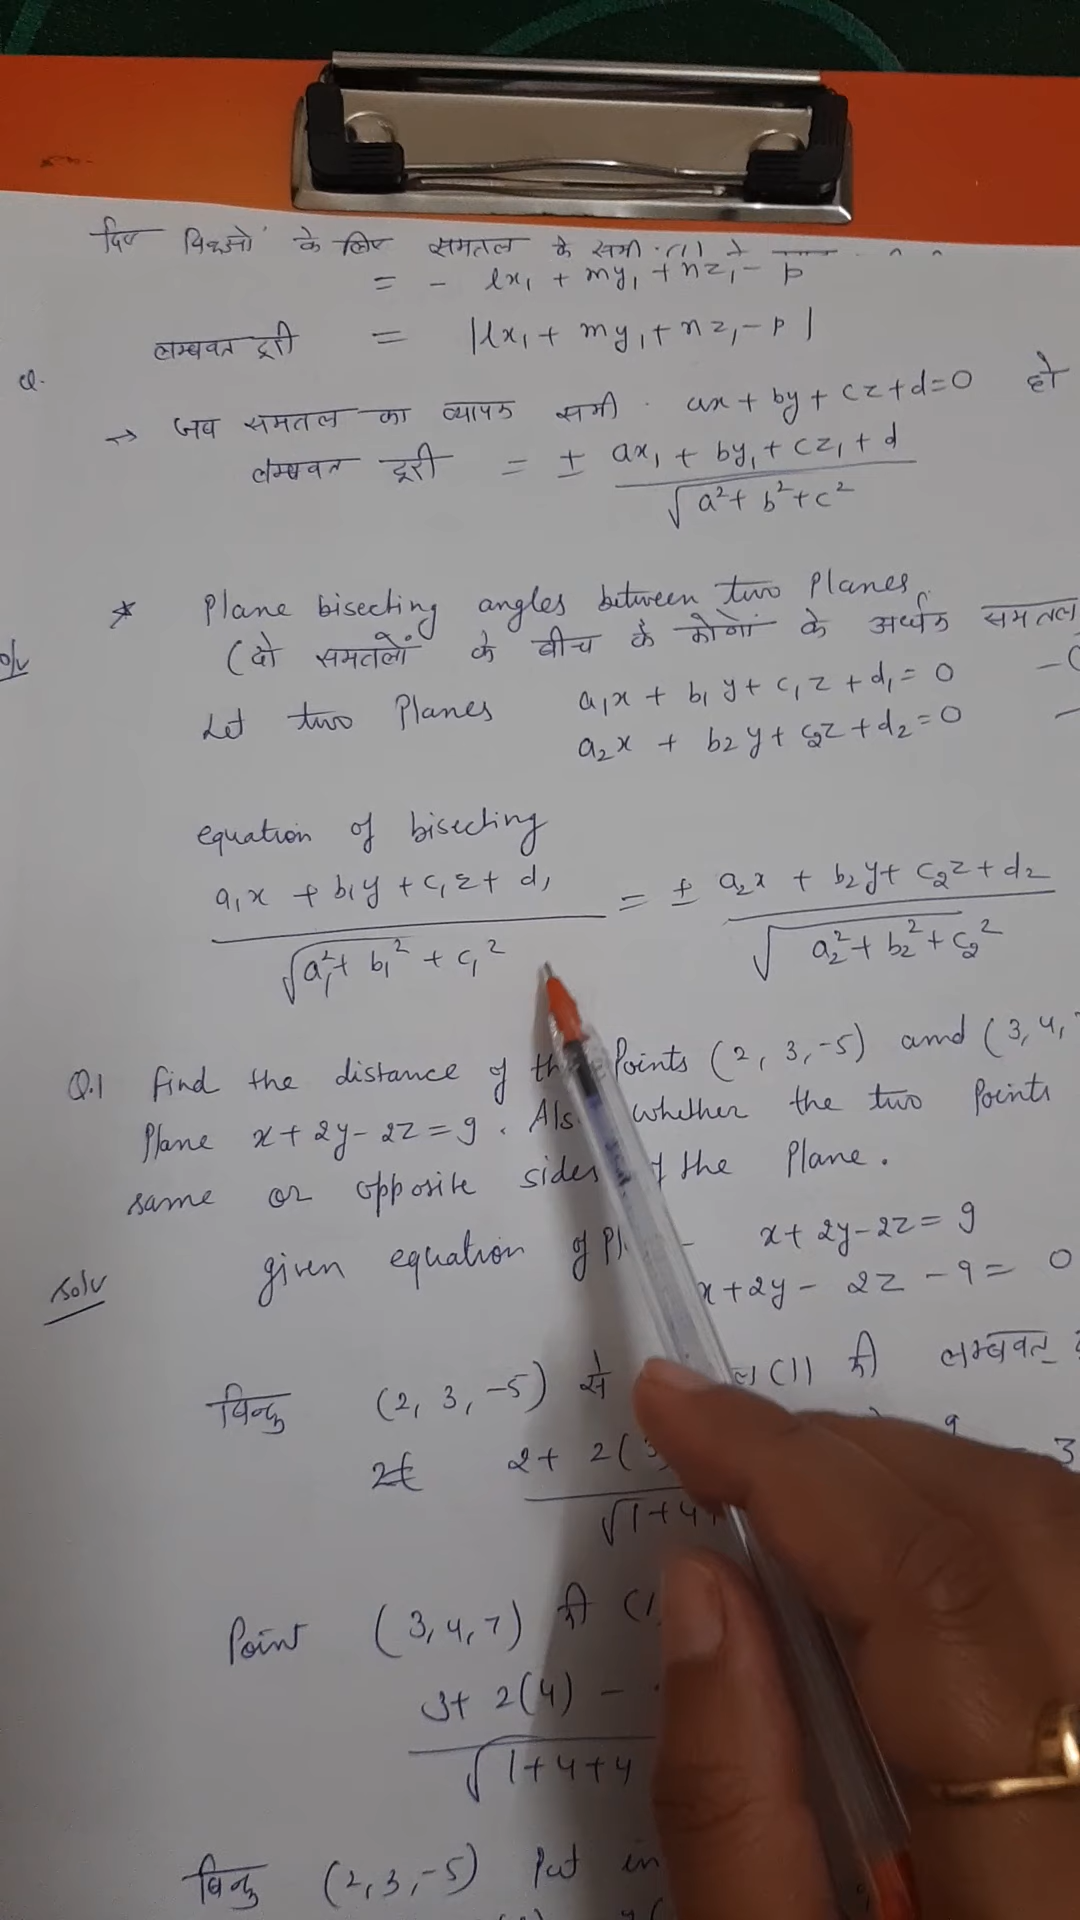 के लिए समतल के समी.
= - lx₁ + my₁ + nz₁ - p
लम्बवत दूरी = |lx₁ + my₁ + nz₁ - p|
Q.
→ जब समतल का व्यापक समी. ax + by + cz + d = 0 हो
लम्बवत दूरी = ± (ax₁ + by₁ + cz₁ + d) / √(a² + b² + c²)
* Plane bisecting angles between two planes.
(दो समतलों के बीच के कोणों के अर्धक समतल
Let two Planes a₁x + b₁y + c₁z + d₁ = 0
a₂x + b₂y + c₂z + d₂ = 0
equation of bisecting
(a₁x + b₁y + c₁z + d₁) / √(a₁² + b₁² + c₁²) = ± (a₂x + b₂y + c₂z + d₂) / √(a₂² + b₂² + c₂²)
Q.1 Find the distance of the Points (2, 3, -5) and (3, 4,
Plane x + 2y - 2z = 9. Als whether the two Points
same or opposite sides of the Plane.
Solv given equation of Pl x + 2y - 2z = 9
x + 2y - 2z - 9 = 0
बिन्दु (2, 3, -5) से (1) की लम्बवत्
2 + 2(3) 9 3
√1 + 4 +
Point (3, 4, 7) की (1
3 + 2(4) -
√1 + 4 + 4
बिन्दु (2, 3, -5) Put in